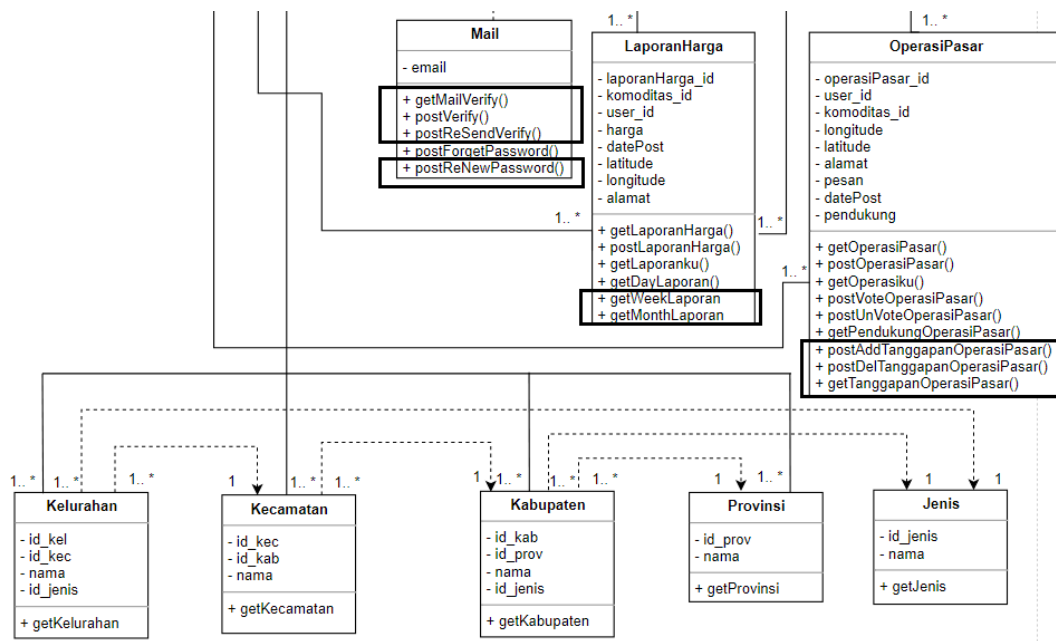 1.. *
1.. *
Mail
- email
+ getMailVerify()
+ postVerify()
+ postReSendVerify()
+ postForgetPassword()
+ postReNewPassword()
LaporanHarga
- laporanHarga_id
- komoditas_id
- user_id
- harga
- datePost
- latitude
- longitude
- alamat
+ getLaporanHarga()
+ postLaporanHarga()
+ getLaporanku()
+ getDayLaporan()
+ getWeekLaporan
+ getMonthLaporan
OperasiPasar
- operasiPasar_id
- user_id
- komoditas_id
- longitude
- latitude
- alamat
- pesan
- datePost
- pendukung
+ getOperasiPasar()
+ postOperasiPasar()
+ getOperasiku()
+ postVoteOperasiPasar()
+ postUnVoteOperasiPasar()
+ getPendukungOperasiPasar()
+ postAddTanggapanOperasiPasar()
+ postDelTanggapanOperasiPasar()
+ getTanggapanOperasiPasar()
1.. *
1.. *
1.. *
1.. *
1.. *
1.. *
1
1.. *
1.. *
1
1.. *
1.. *
1.. *
1
1.. *
1
1
Kelurahan
- id_kel
- id_kec
- nama
- id_jenis
+ getKelurahan
Kecamatan
- id_kec
- id_kab
- nama
+ getKecamatan
Kabupaten
- id_kab
- id_prov
- nama
- id_jenis
+ getKabupaten
Provinsi
- id_prov
- nama
+ getProvinsi
Jenis
- id_jenis
- nama
+ getJenis